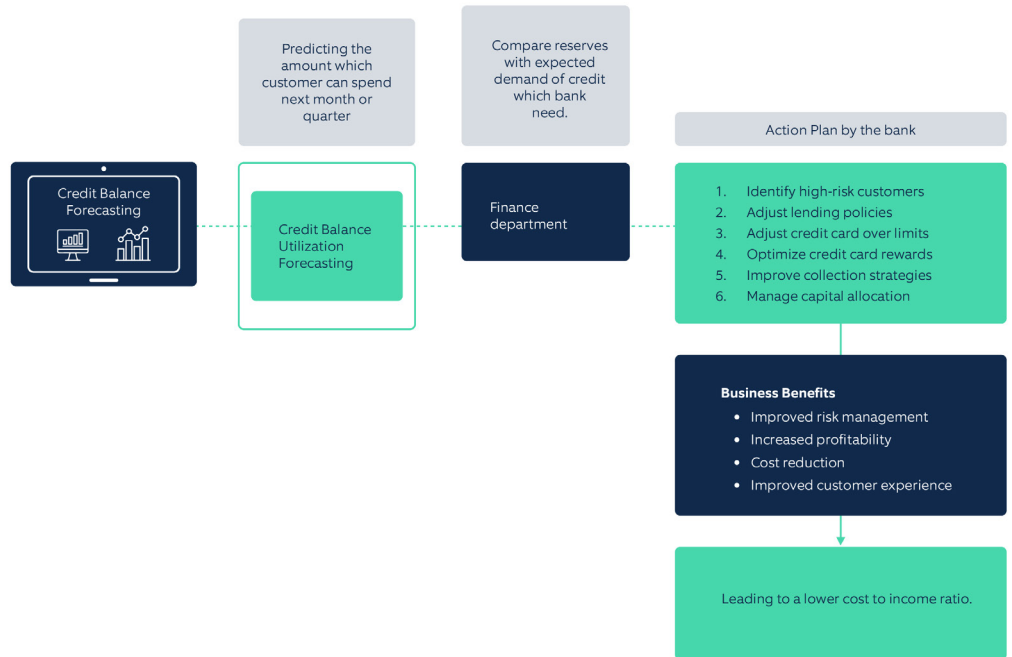 Predicting the
amount which
customer can spend
next month or
quarter
Compare reserves
with expected
demand of credit
which bank
need.
Action Plan by the bank
Credit Balance
Forecasting
Credit Balance
Utilization
Forecasting
Finance
department
1. Identify high-risk customers
2. Adjust lending policies
3. Adjust credit card over limits
4. Optimize credit card rewards
5. Improve collection strategies
6. Manage capital allocation
Business Benefits
• Improved risk management
• Increased profitability
• Cost reduction
• Improved customer experience
Leading to a lower cost to income ratio.